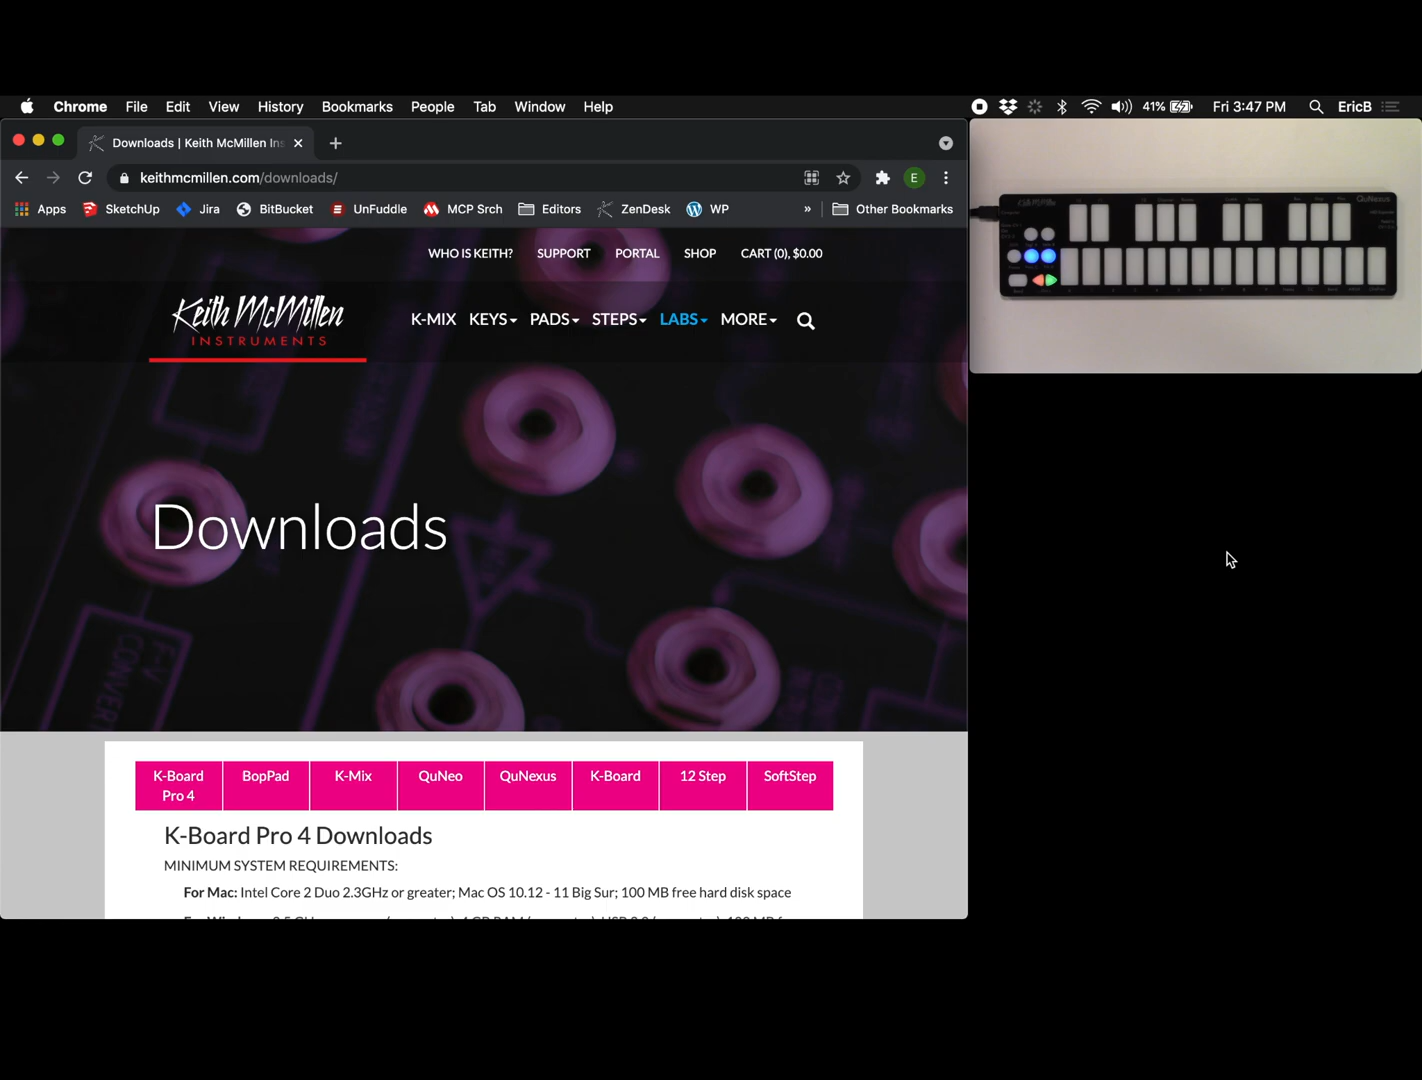 Chrome File Edit View History Bookmarks People Tab Window Help
41% Fri 3:47 PM EricB
Downloads | Keith McMillen Ins
keithmcmillen.com/downloads/
E
Apps SketchUp Jira BitBucket UnFuddle MCP Srch Editors ZenDesk WP » Other Bookmarks
WHO IS KEITH? SUPPORT PORTAL SHOP CART (0), $0.00
Keith McMillen
INSTRUMENTS
K-MIX KEYS PADS STEPS LABS MORE
QuNexus
Downloads
CONVER
K-Board Pro 4
BopPad
K-Mix
QuNeo
QuNexus
K-Board
12 Step
SoftStep
K-Board Pro 4 Downloads
MINIMUM SYSTEM REQUIREMENTS:
For Mac: Intel Core 2 Duo 2.3GHz or greater; Mac OS 10.12 - 11 Big Sur; 100 MB free hard disk space